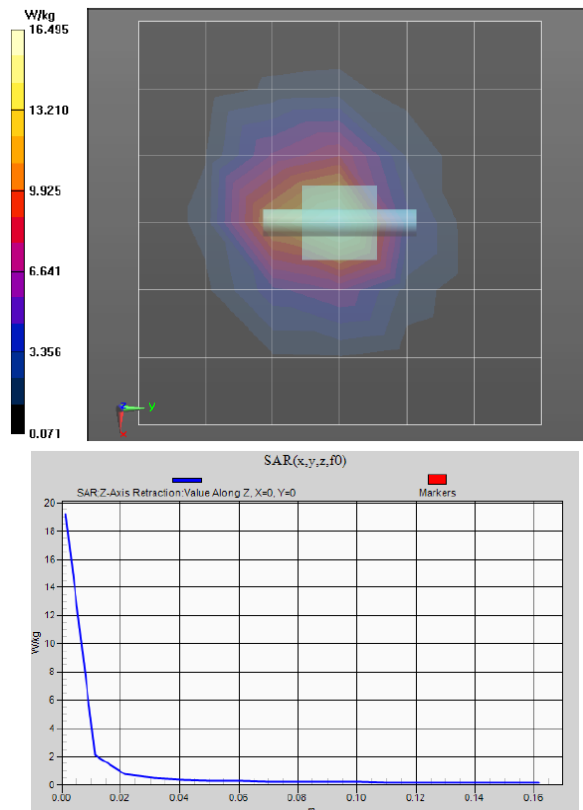 W/kg
16.495
13.210
9.925
6.641
3.356
0.071
z
y
x
SAR(x,y,z,f0)
SAR:Z-Axis Retraction:Value Along Z, X=0, Y=0
Markers
W/kg
20
18
16
14
12
10
8
6
4
2
0
0.00 0.02 0.04 0.06 0.08 0.10 0.12 0.14 0.16